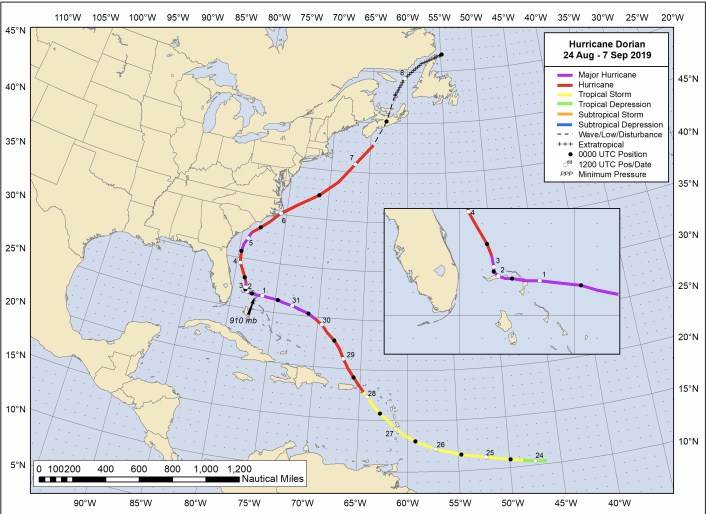 110°W 105°W 100°W 95°W 90°W 85°W 80°W 75°W 70°W 65°W 60°W 55°W 50°W 45°W 40°W 35°W 30°W 25°W 20°W
45°N
40°N
35°N
30°N
25°N
20°N
15°N
10°N
5°N
45°N
40°N
35°N
30°N
25°N
20°N
15°N
10°N
Hurricane Dorian
24 Aug - 7 Sep 2019
Major Hurricane
Hurricane
Tropical Storm
Tropical Depression
Subtropical Storm
Subtropical Depression
Wave/Low/Disturbance
Extratropical
0000 UTC Position
1200 UTC Pos/Date
PPP Minimum Pressure
8
7
6
5
4
3
2
1
31
30
29
28
27
26
25
24
910 mb
4
3
2
1
0 100200 400 600 800 1,000 1,200
Nautical Miles
90°W 85°W 80°W 75°W 70°W 65°W 60°W 55°W 50°W 45°W 40°W